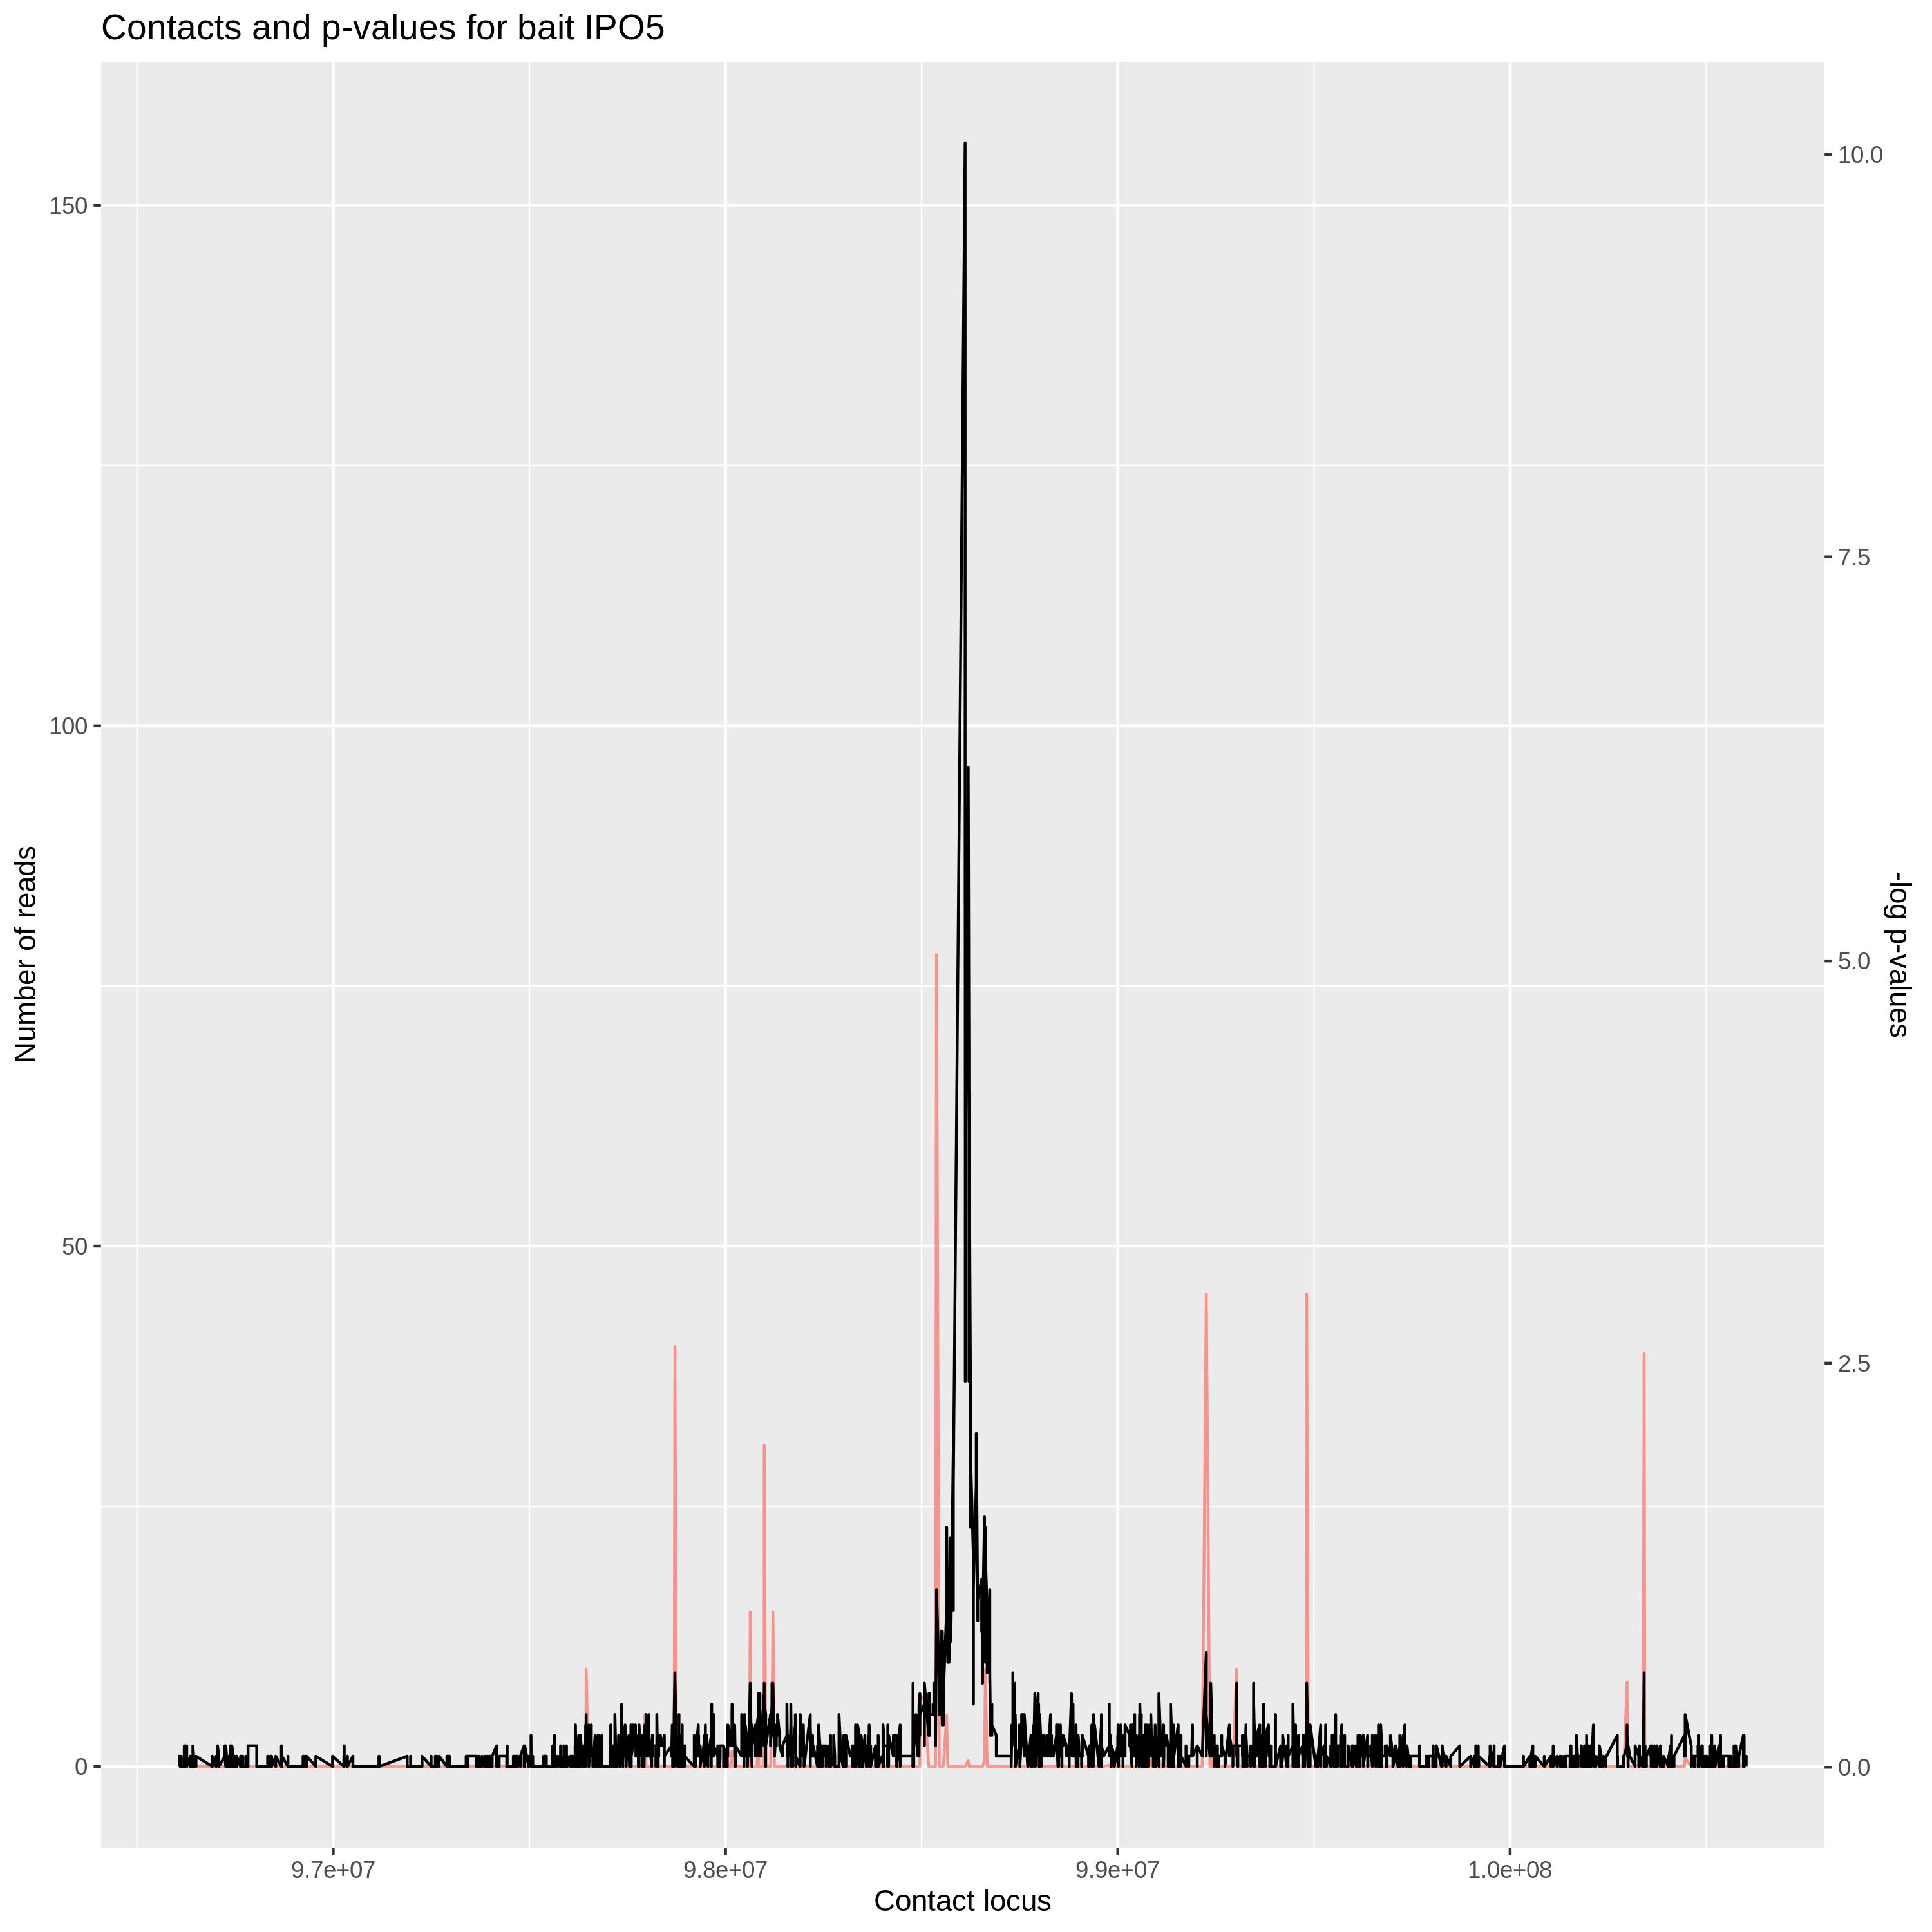 Contacts and p-values for bait IPO5
Number of reads
150
100
50
0
10.0
7.5
5.0
2.5
0.0
-log p-values
9.7e+07
9.8e+07
9.9e+07
1.0e+08
Contact locus